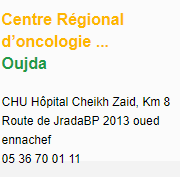 Centre Régional
d’oncologie ...
Oujda
CHU Hôpital Cheikh Zaid, Km 8
Route de JradaBP 2013 oued
ennachef
05 36 70 01 11